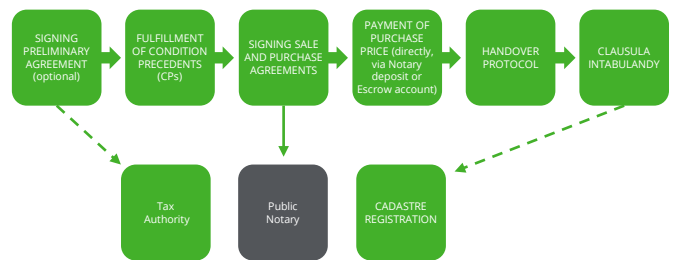 SIGNING
PRELIMINARY
AGREEMENT
(optional)
FULFILLMENT
OF CONDITION
PRECEDENTS
(CPs)
SIGNING SALE
AND PURCHASE
AGREEMENTS
PAYMENT OF
PURCHASE
PRICE (directly,
via Notary
deposit or
Escrow account)
HANDOVER
PROTOCOL
CLAUSULA
INTABULANDY
Tax
Authority
Public
Notary
CADASTRE
REGISTRATION